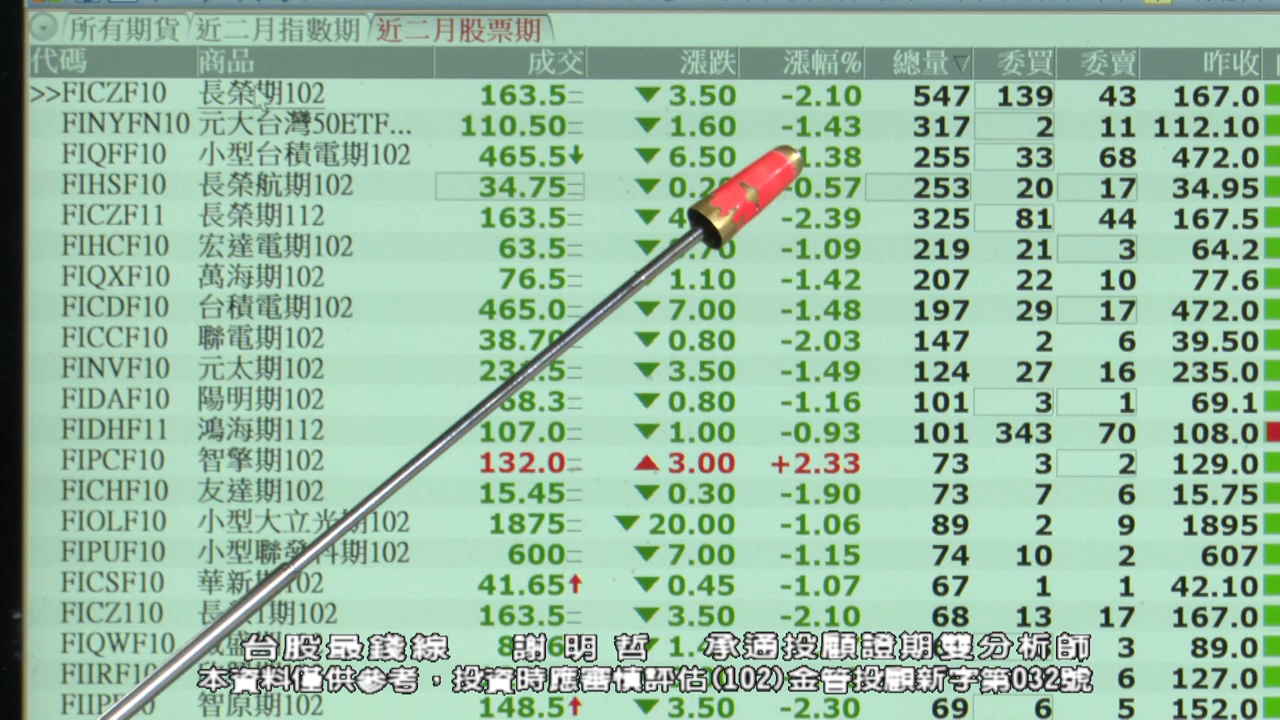 所有期貨 近二月指數期 近二月股票期
代碼 商品 成交 漲跌 漲幅% 總量▽ 委買 委賣 昨收
>>FICZF10 長榮期102 163.5 ▼3.50 -2.10 547 139 43 167.0
FINYFN10 元大台灣50ETF... 110.50 ▼1.60 -1.43 317 2 11 112.10
FIQFF10 小型台積電期102 465.5↓ ▼6.50 1.38 255 33 68 472.0
FIHSF10 長榮航期102 34.75 ▼ -0.57 253 20 17 34.95
FICZF11 長榮期112 163.5 ▼ -2.39 325 81 44 167.5
FIHCF10 宏達電期102 63.5 -1.09 219 21 3 64.2
FIQXF10 萬海期102 76.5 1.10 -1.42 207 22 10 77.6
FICDF10 台積電期102 465.0 ▼7.00 -1.48 197 29 17 472.0
FICCF10 聯電期102 38.70 ▼0.80 -2.03 147 2 6 39.50
FINVF10 元太期102 ▼3.50 -1.49 124 27 16 235.0
FIDAF10 陽明期102 68.3 ▼0.80 -1.16 101 3 1 69.1
FIDHF11 鴻海期112 107.0 ▼1.00 -0.93 101 343 70 108.0
FIPCF10 智擎期102 132.0 ▲3.00 +2.33 73 3 2 129.0
FICHF10 友達期102 15.45 ▼0.30 -1.90 73 7 6 15.75
FIOLF10 小型大立光期102 1875 ▼20.00 -1.06 89 2 9 1895
FIPUF10 小型聯發科期102 600 ▼7.00 -1.15 74 10 2 607
FICSF10 華新期102 41.65↑ ▼0.45 -1.07 67 1 1 42.10
FICZ110 163.5 ▼3.50 -2.10 68 13 17 167.0
FIQWF10 3 89.0
台股最錢線 謝明哲 承通投顧證期雙分析師
FIIRF10 6 127.0
本資料僅供參考，投資時應審慎評估(102)金管投顧新字第032號
智原期102 148.5↑ ▼3.50 -2.30 69 6 5 152.0